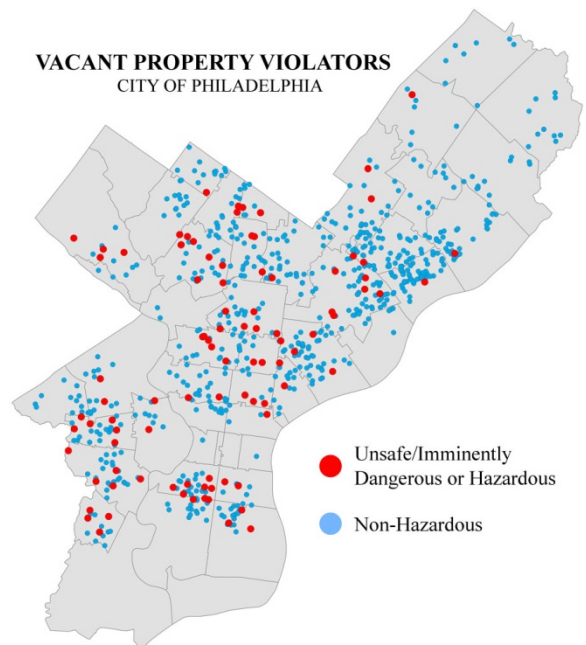 VACANT PROPERTY VIOLATORS
CITY OF PHILADELPHIA
Unsafe/Imminently
Dangerous or Hazardous
Non-Hazardous